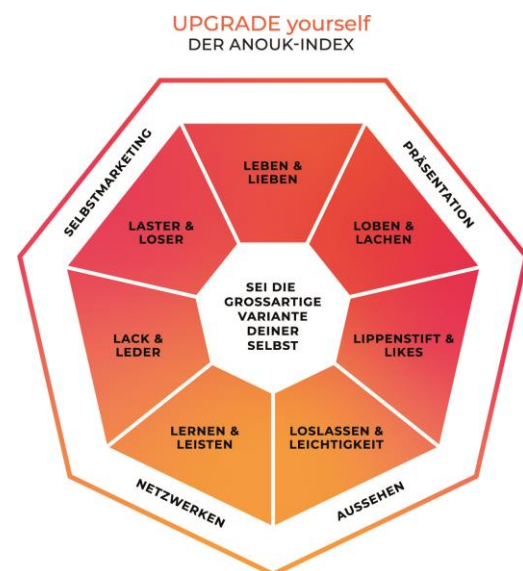 UPGRADE yourself
DER ANOUK-INDEX
SELBSTMARKETING
PRÄSENTATION
LEBEN &
LIEBEN
LASTER &
LOSER
LOBEN &
LACHEN
SEI DIE
GROSSARTIGE
VARIANTE
DEINER
SELBST
LACK &
LEDER
LIPPENSTIFT &
LIKES
LERNEN &
LEISTEN
LOSLASSEN &
LEICHTIGKEIT
NETZWERKEN
AUSSEHEN